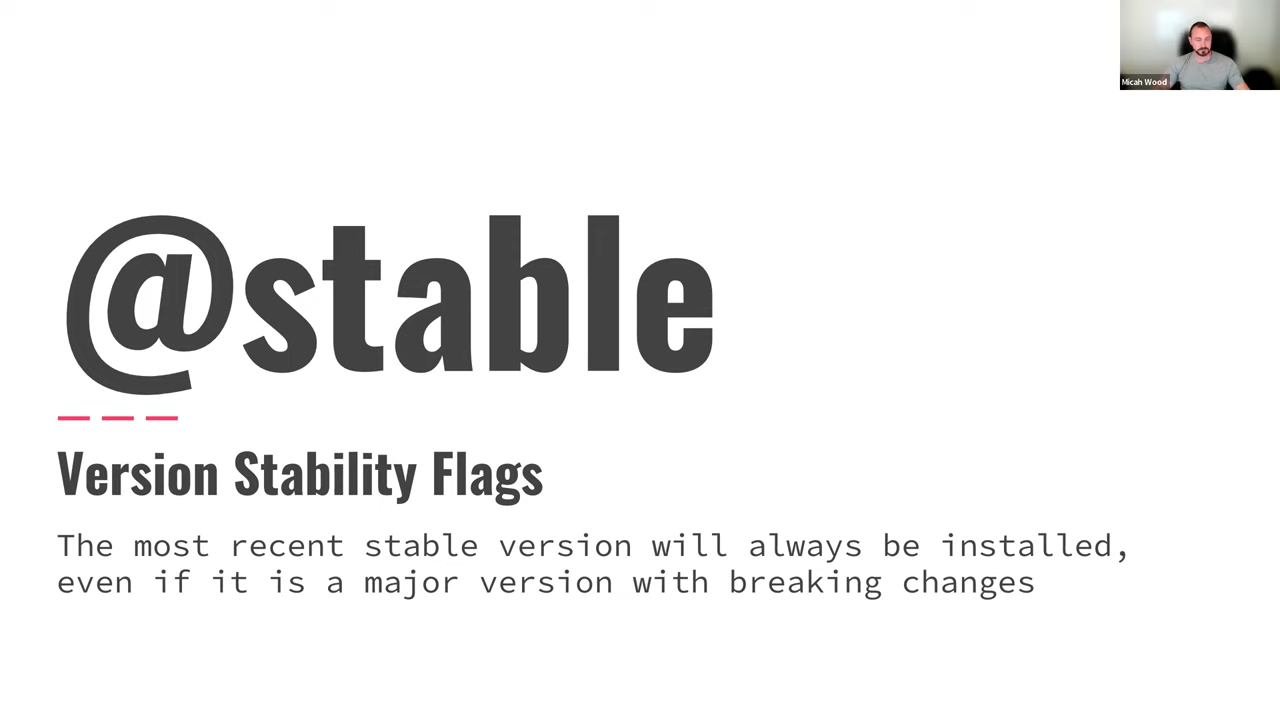 Micah Wood
@stable
Version Stability Flags
The most recent stable version will always be installed,
even if it is a major version with breaking changes